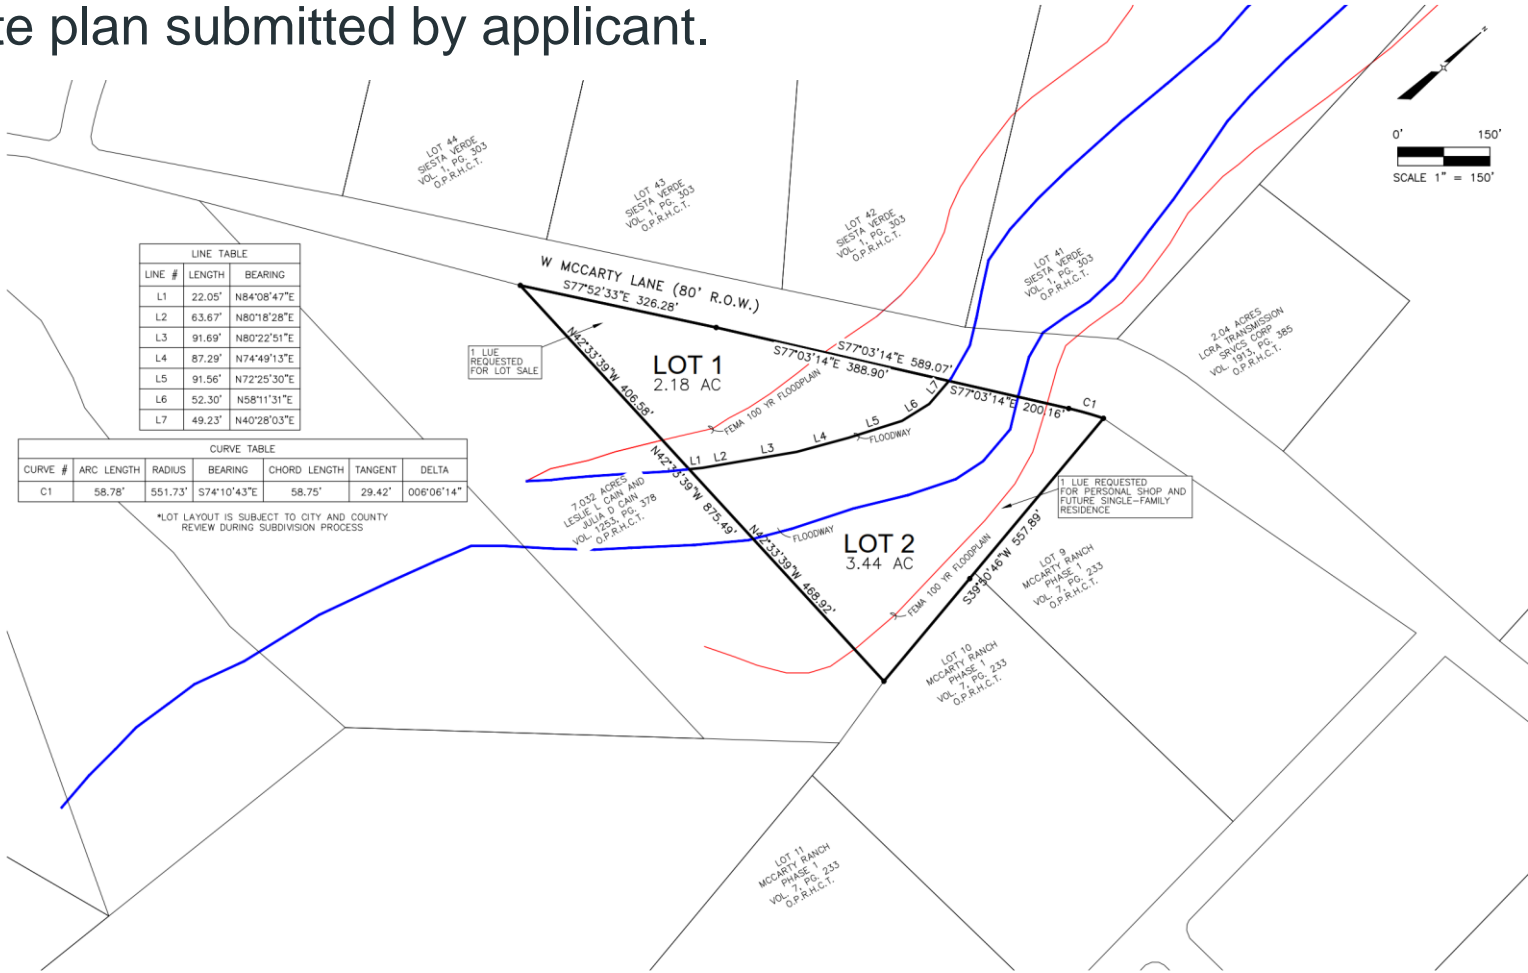 te plan submitted by applicant.
N
0' 150'
SCALE 1" = 150'
LOT 44
SIESTA VERDE
VOL. 1, PG. 303
O.P.R.H.C.T.
LOT 43
SIESTA VERDE
VOL. 1, PG. 303
O.P.R.H.C.T.
LOT 42
SIESTA VERDE
VOL. 1, PG. 303
O.P.R.H.C.T.
LOT 41
SIESTA VERDE
VOL. 1, PG. 303
O.P.R.H.C.T.
2.04 ACRES
LCRA TRANSMISSION
SRVCS CORP
VOL. 1913, PG. 385
O.P.R.H.C.T.
W MCCARTY LANE (80' R.O.W.)
S77°52'33"E 326.28'
S77°03'14"E 589.07'
S77°03'14"E 388.90'
S77°03'14"E 200.16'
C1
LINE TABLE
LINE # LENGTH BEARING
L1 22.05' N84°08'47"E
L2 63.67' N80°18'28"E
L3 91.69' N80°22'51"E
L4 87.29' N74°49'13"E
L5 91.56' N72°25'30"E
L6 52.30' N58°11'31"E
L7 49.23' N40°28'03"E
CURVE TABLE
CURVE # ARC LENGTH RADIUS BEARING CHORD LENGTH TANGENT DELTA
C1 58.78' 551.73' S74°10'43"E 58.75' 29.42' 006°06'14"
*LOT LAYOUT IS SUBJECT TO CITY AND COUNTY
REVIEW DURING SUBDIVISION PROCESS
1 LUE
REQUESTED
FOR LOT SALE
LOT 1
2.18 AC
N42°33'39"W 406.58'
N42°33'39"W 875.49'
N42°33'39"W 468.92'
FEMA 100 YR FLOODPLAIN
L1
L2
L3
L4
L5
L6
L7
FLOODWAY
7.032 ACRES
LESLIE L CAIN AND
JULIA D CAIN
VOL. 1253, PG. 378
O.P.R.H.C.T.
FLOODWAY
LOT 2
3.44 AC
FEMA 100 YR FLOODPLAIN
1 LUE REQUESTED
FOR PERSONAL SHOP AND
FUTURE SINGLE-FAMILY
RESIDENCE
S39°50'46"W 557.89'
LOT 9
MCCARTY RANCH
PHASE 1
VOL. 7, PG. 233
O.P.R.H.C.T.
LOT 10
MCCARTY RANCH
PHASE 1
VOL. 7, PG. 233
O.P.R.H.C.T.
LOT 11
MCCARTY RANCH
PHASE 1
VOL. 7, PG. 233
O.P.R.H.C.T.